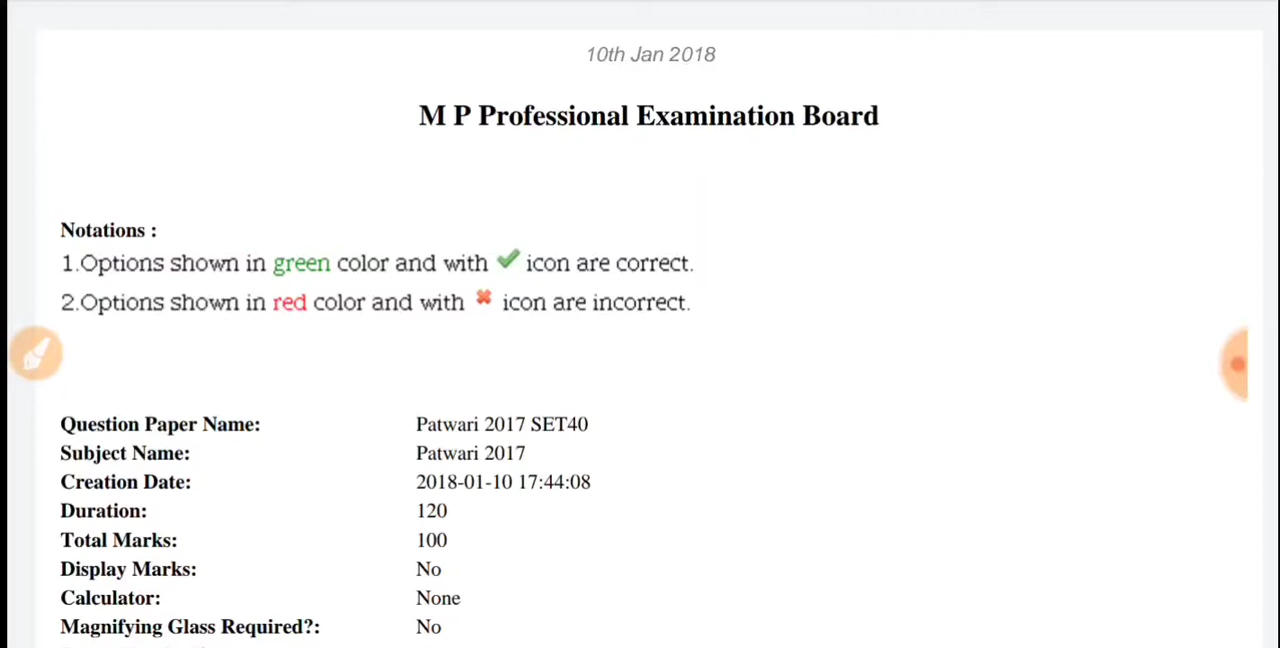 10th Jan 2018
M P Professional Examination Board
Notations :
1.Options shown in green color and with icon are correct.
2.Options shown in red color and with icon are incorrect.
Question Paper Name: Patwari 2017 SET40
Subject Name: Patwari 2017
Creation Date: 2018-01-10 17:44:08
Duration: 120
Total Marks: 100
Display Marks: No
Calculator: None
Magnifying Glass Required?: No